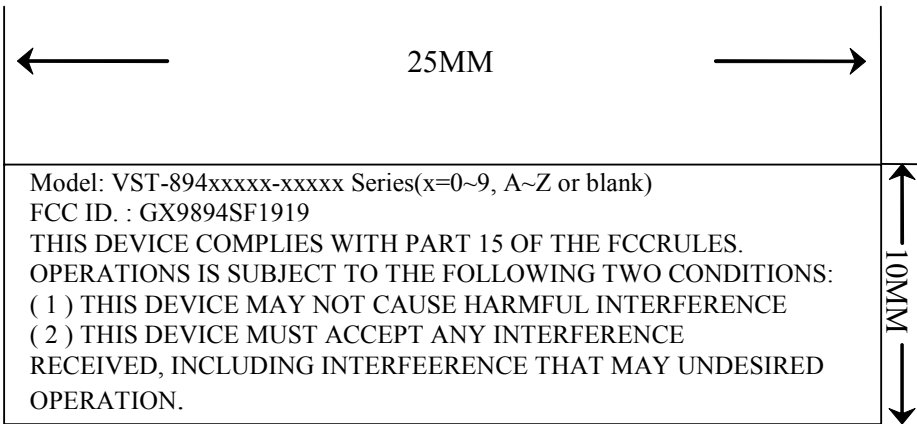 25MM
Model: VST-894xxxxx-xxxxx Series(x=0~9, A~Z or blank)
FCC ID. : GX9894SF1919
THIS DEVICE COMPLIES WITH PART 15 OF THE FCCRULES.
OPERATIONS IS SUBJECT TO THE FOLLOWING TWO CONDITIONS:
( 1 ) THIS DEVICE MAY NOT CAUSE HARMFUL INTERFERENCE
( 2 ) THIS DEVICE MUST ACCEPT ANY INTERFERENCE
RECEIVED, INCLUDING INTERFEERENCE THAT MAY UNDESIRED
OPERATION.
10MM